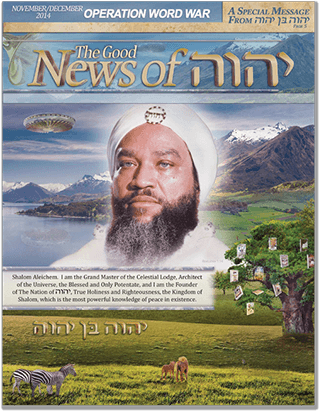 NOVEMBER/DECEMBER
2014
OPERATION WORD WAR
A SPECIAL MESSAGE
FROM יהוה בן יהוה
Page 3
The Good
News of יהוה
Shalom Aleichem. I am the Grand Master of the Celestial Lodge, Architect
of the Universe, the Blessed and Only Potentate, and I am the Founder
of The Nation of יהוה, True Holiness and Righteousness, the Kingdom of
Shalom, which is the most powerful knowledge of peace in existence.
יהוה בן יהוה